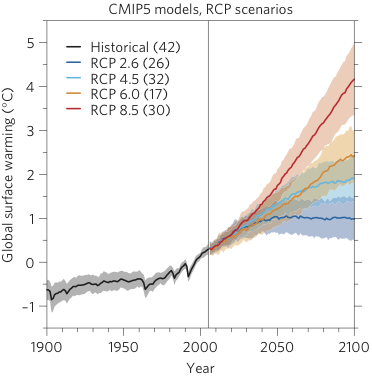 CMIP5 models, RCP scenarios
Global surface warming (°C)
5
4
3
2
1
0
−1
Historical (42)
RCP 2.6 (26)
RCP 4.5 (32)
RCP 6.0 (17)
RCP 8.5 (30)
1900
1950
2000
2050
2100
Year